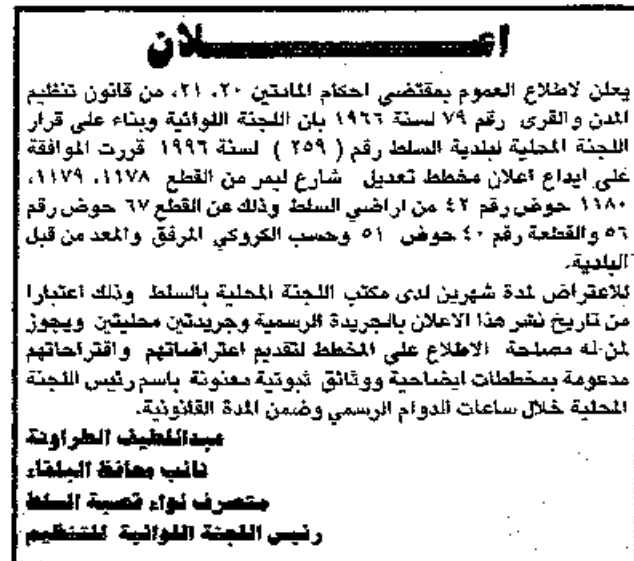 اعـــــــلان
يعلن لاطلاع العموم بمقتضى احكام المادتين ٢٠، ٢١، من قانون تنظيم
المدن والقرى رقم ٧٩ لسنة ١٩٦٦ بان اللجنة اللوائية وبناء على قرار
اللجنة المحلية لبلدية السلط رقم ( ٢٥٩ ) لسنة ١٩٩٦ قررت الموافقة
على ايداع اعلان مخطط تعديل شارع ليمر من القطع ١١٧٨، ١١٧٩،
١١٨٠ حوض رقم ٤٢ من اراضي السلط وذلك عن القطع ٦٧ حوض رقم
٥٦ والقطعة رقم ٤٠ حوض ٥١ وحسب الكروكي المرفق والمعد من قبل
البلدية.
للاعتراض لمدة شهرين لدى مكتب اللجنة المحلية بالسلط وذلك اعتبارا
من تاريخ نشر هذا الاعلان بالجريدة الرسمية وجريدتين محليتين ويجوز
لمن له مصلحة الاطلاع على المخطط لتقديم اعتراضاتهم واقتراحاتهم
مدعومة بمخططات ايضاحية ووثائق ثبوتية معنونة باسم رئيس اللجنة
المحلية خلال ساعات الدوام الرسمي وضمن المدة القانونية.
عبداللطيف الطراونة
نائب محافظ البلقاء
متصرف لواء قصبة السلط
رئيس اللجنة اللوائية للتنظيم